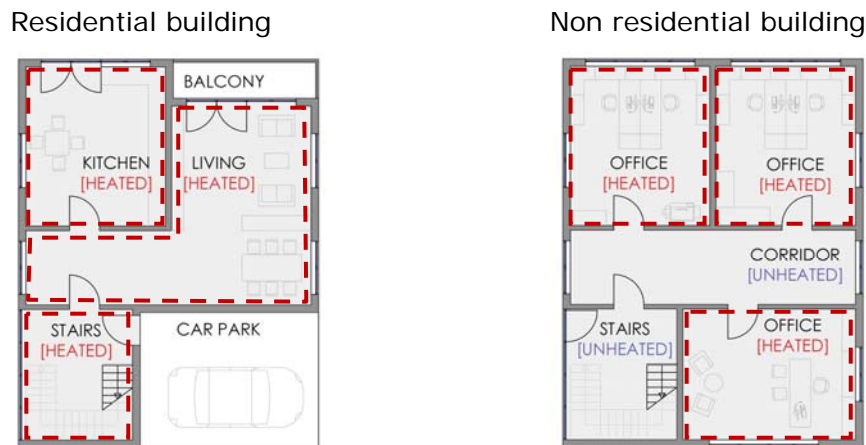 Residential building
Non residential building
BALCONY
KITCHEN
[HEATED]
LIVING
[HEATED]
STAIRS
[HEATED]
CAR PARK
OFFICE
[HEATED]
OFFICE
[HEATED]
CORRIDOR
[UNHEATED]
STAIRS
[UNHEATED]
OFFICE
[HEATED]